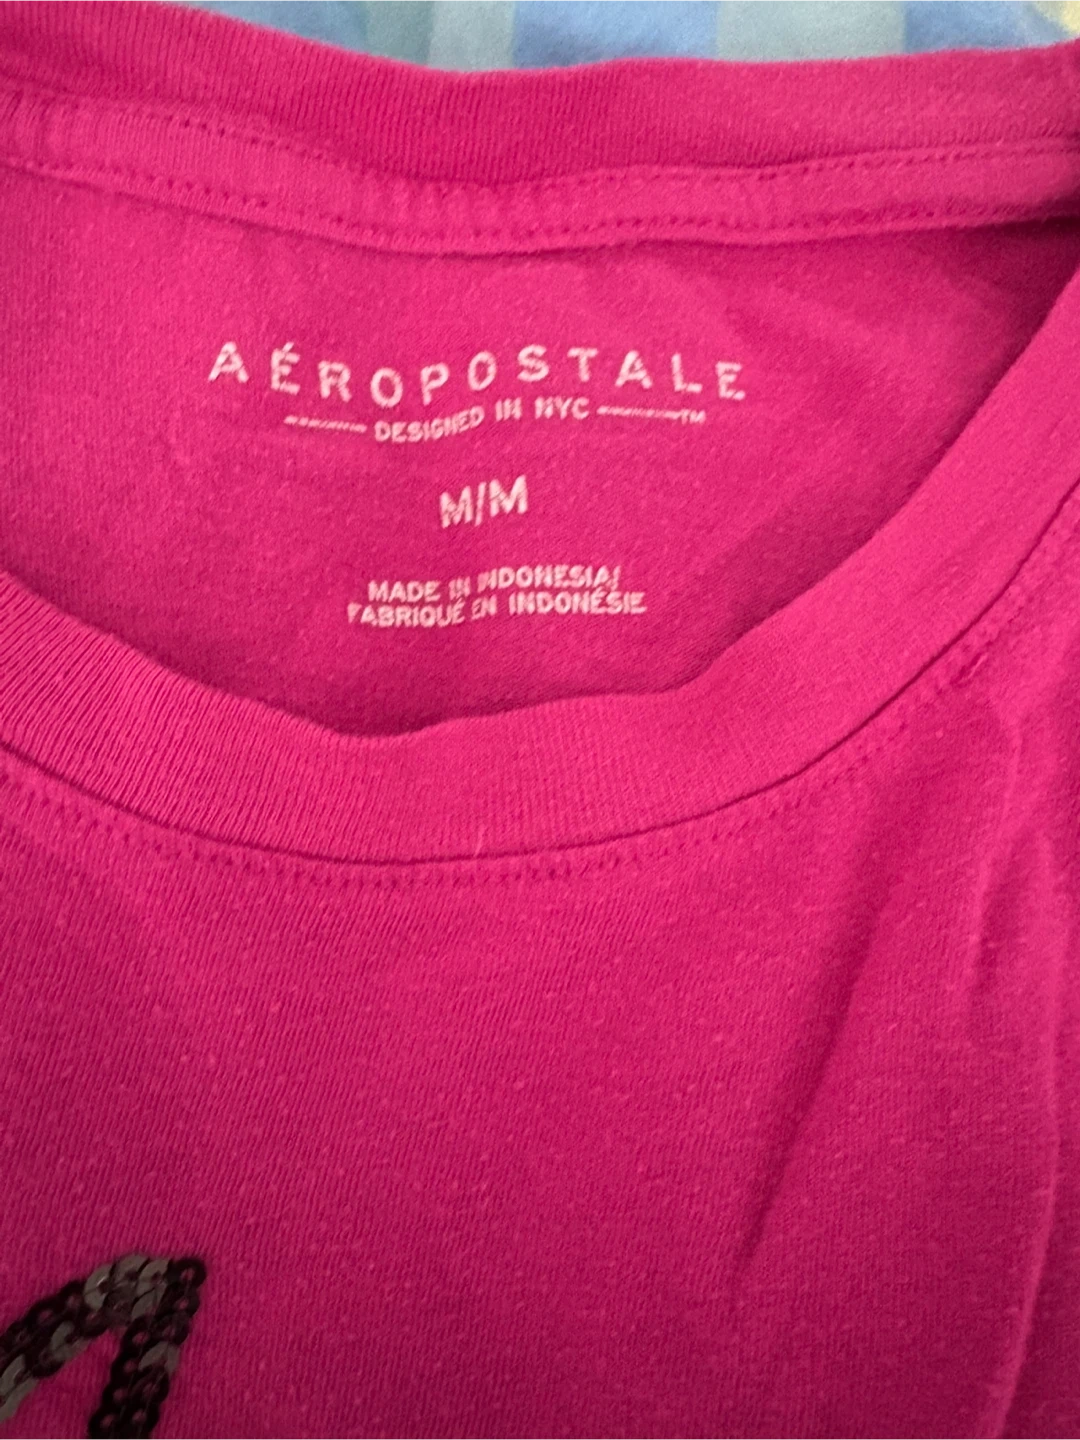 AÉROPOSTALE
DESIGNED IN NYC ™
M/M
MADE IN INDONESIA/
FABRIQUÉ EN INDONÉSIE